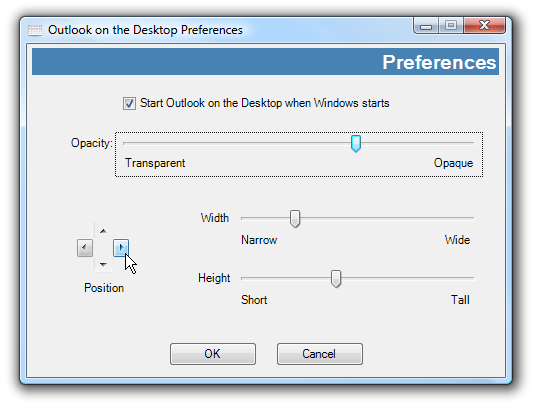 Outlook on the Desktop Preferences
Preferences
Start Outlook on the Desktop when Windows starts
Opacity:
Transparent Opaque
Width
Narrow Wide
Height
Short Tall
Position
OK Cancel